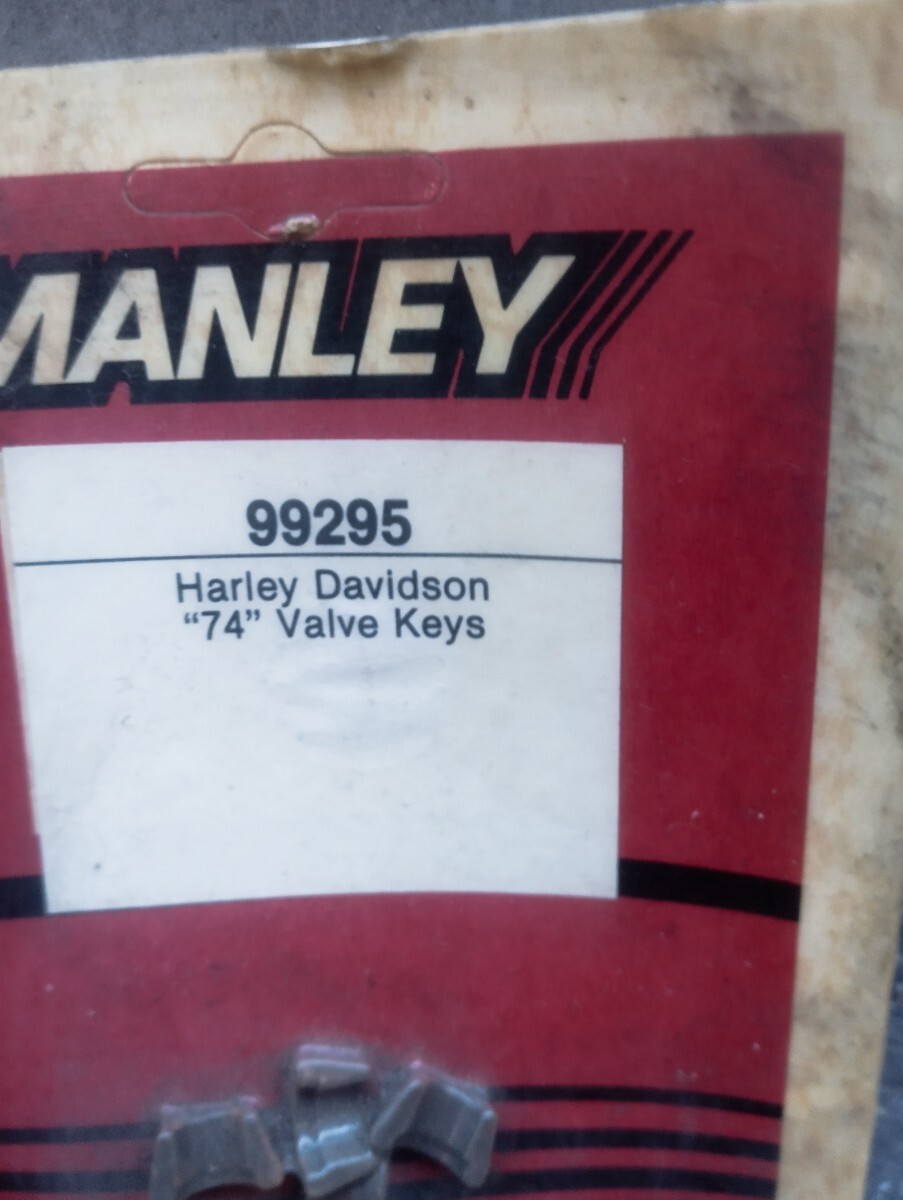 MANLEY
99295
Harley Davidson
“74” Valve Keys